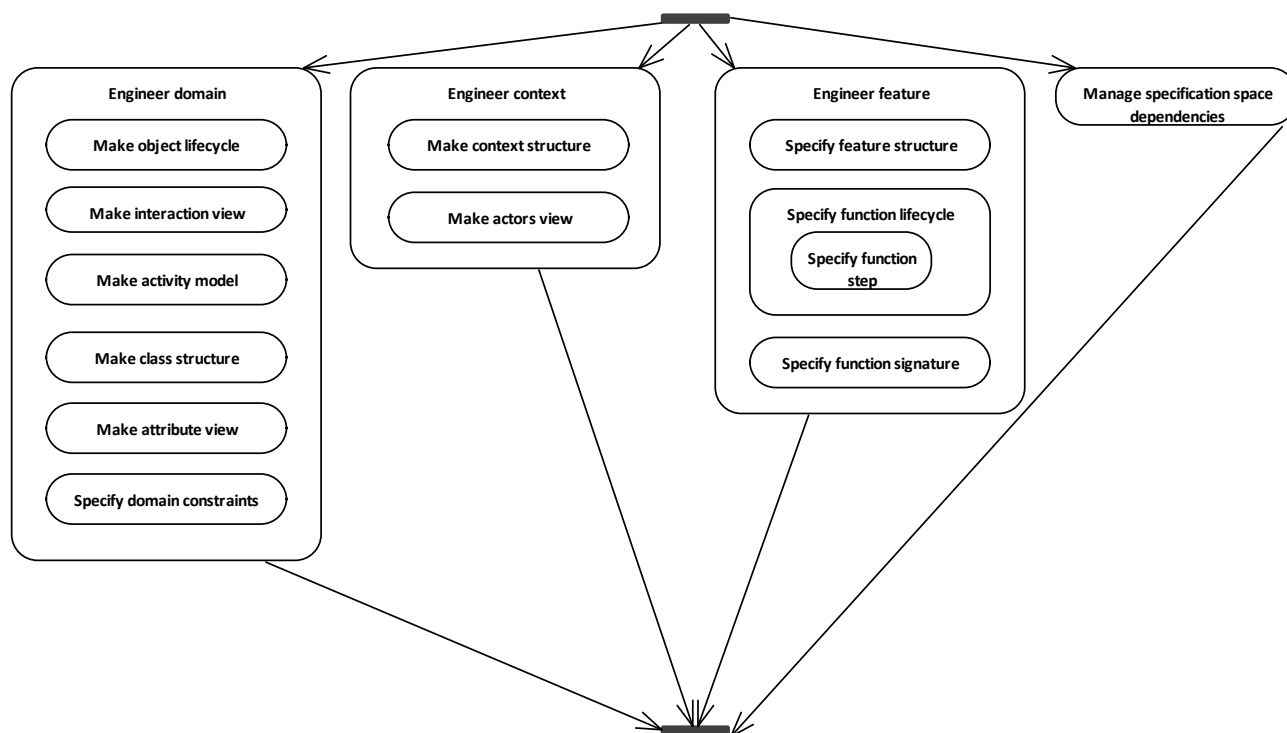 Engineer domain
Make object lifecycle
Make interaction view
Make activity model
Make class structure
Make attribute view
Specify domain constraints
Engineer context
Make context structure
Make actors view
Engineer feature
Specify feature structure
Specify function lifecycle
Specify function
step
Specify function signature
Manage specification space
dependencies